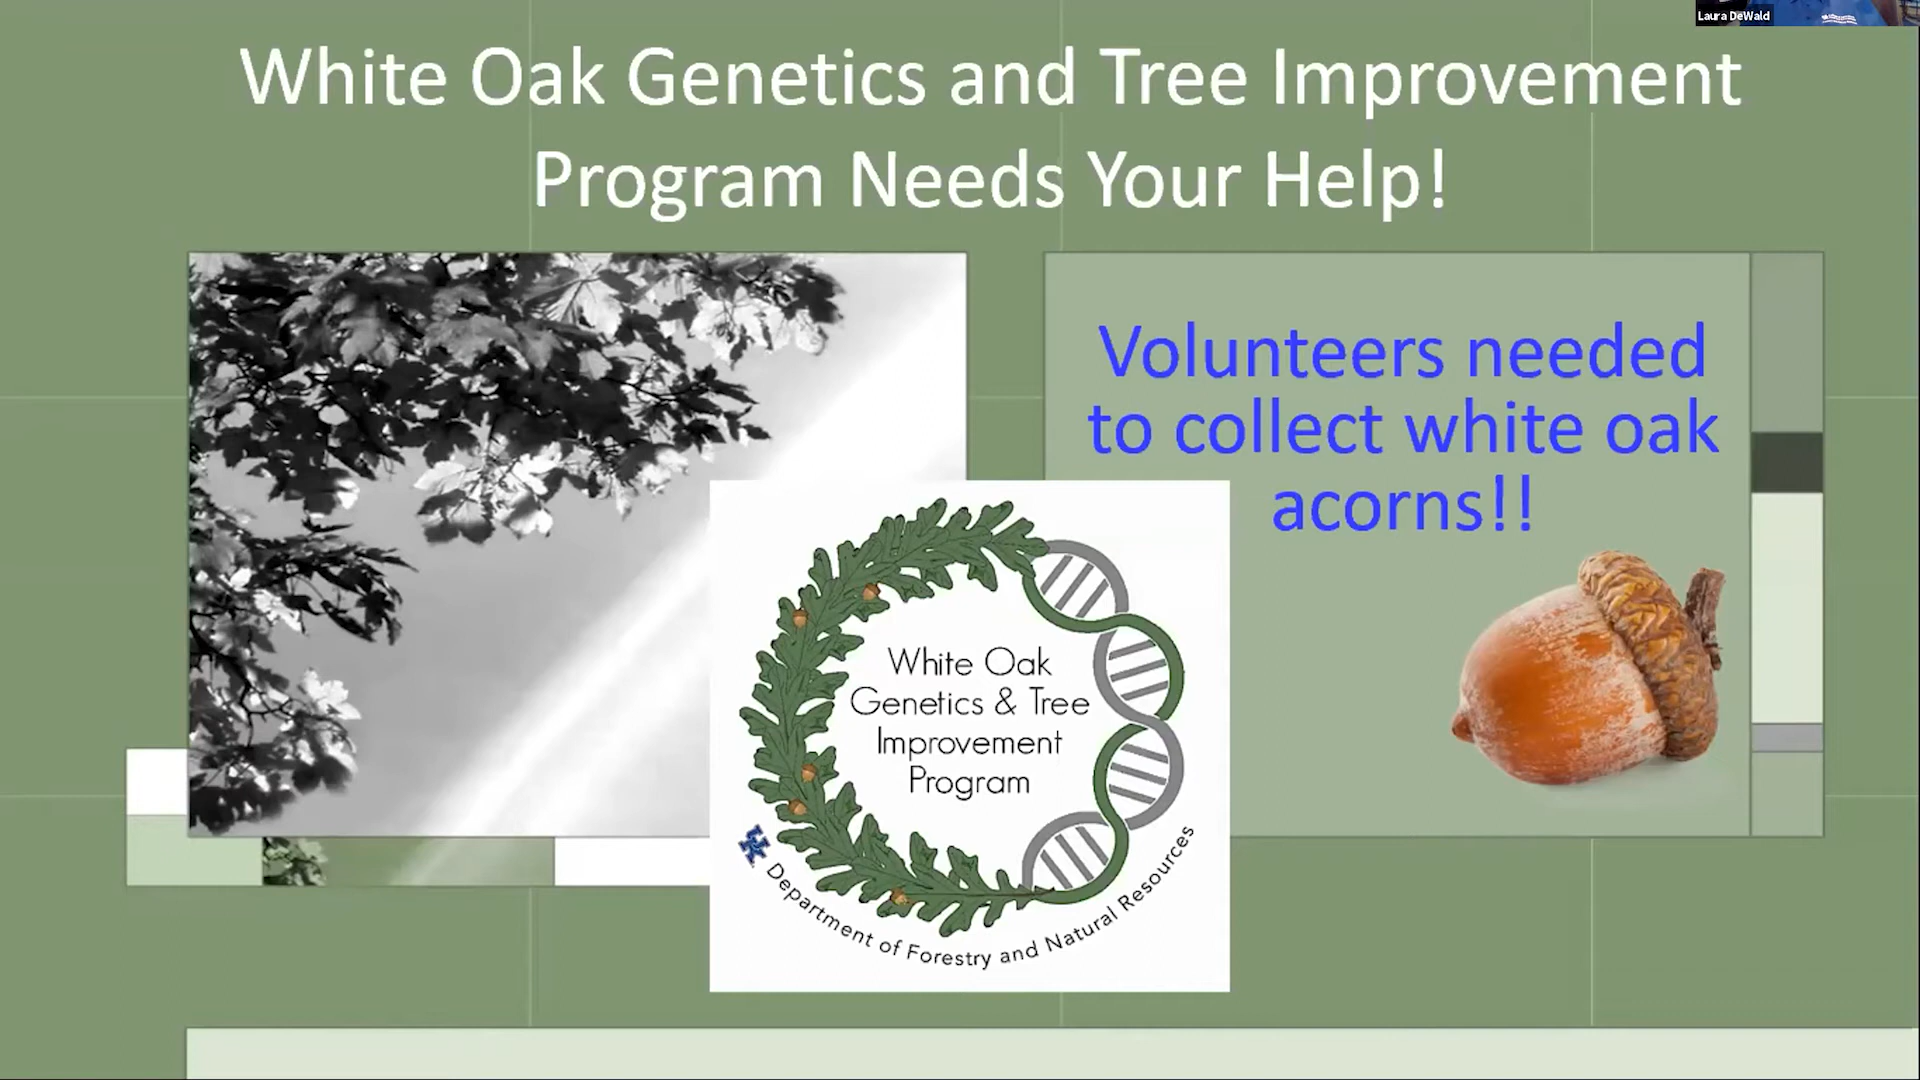 Laura DeWald
White Oak Genetics and Tree Improvement
Program Needs Your Help!
Volunteers needed
to collect white oak
acorns!!
White Oak
Genetics & Tree
Improvement
Program
UK
Department of Forestry and Natural Resources